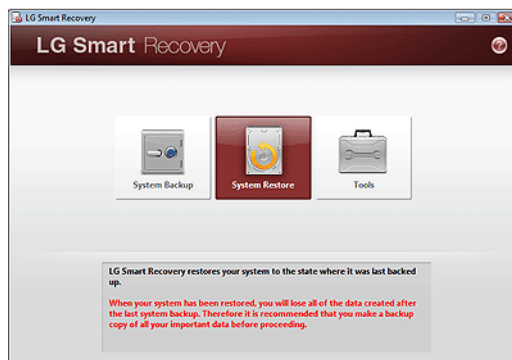 LG Smart Recovery
LG Smart Recovery
?
System Backup
System Restore
Tools
LG Smart Recovery restores your system to the state where it was last backed
up.
When your system has been restored, you will lose all of the data created after
the last system backup. Therefore it is recommended that you make a backup
copy of all your important data before proceeding.